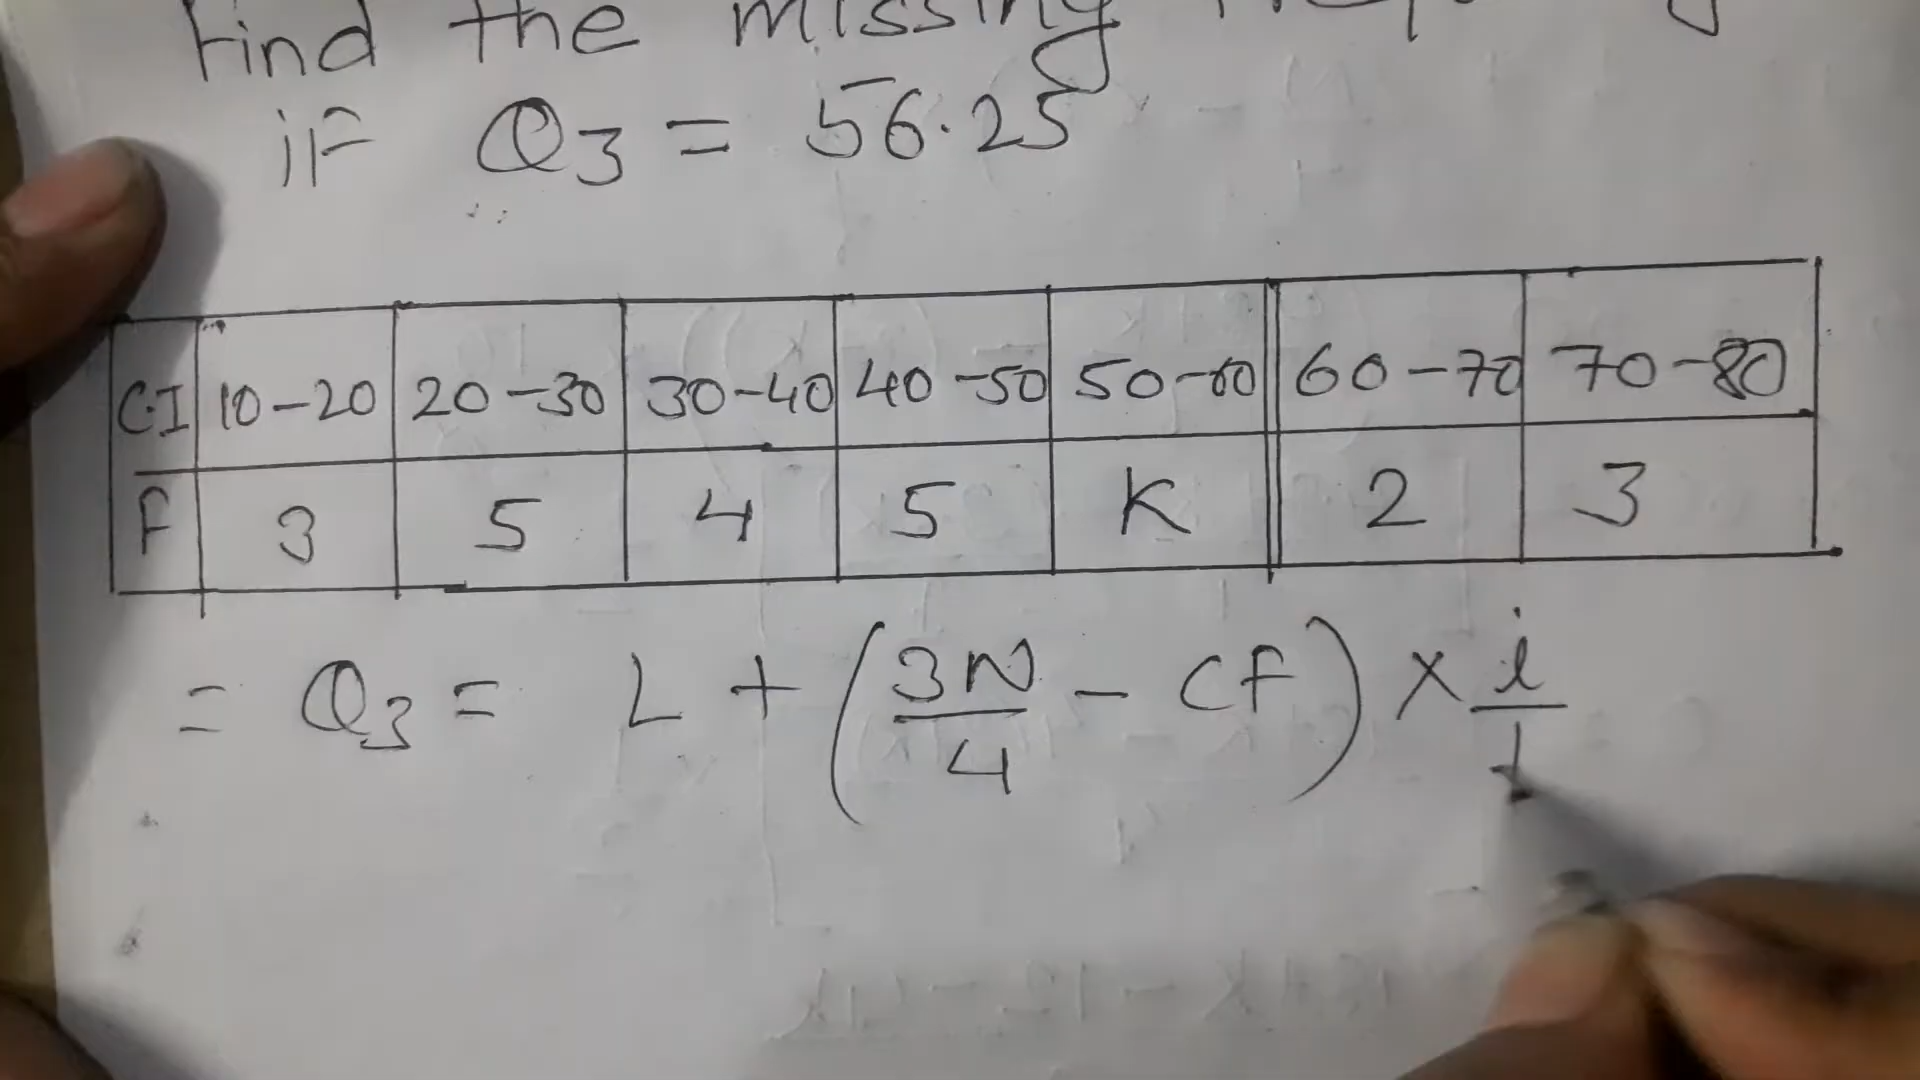 Find the missing
if Q3 = 56.25
C.I 10-20 20-30 30-40 40-50 50-60 60-70 70-80
F 3 5 4 5 K 2 3
= Q3 = L + (3N/4 - CF) × i/f